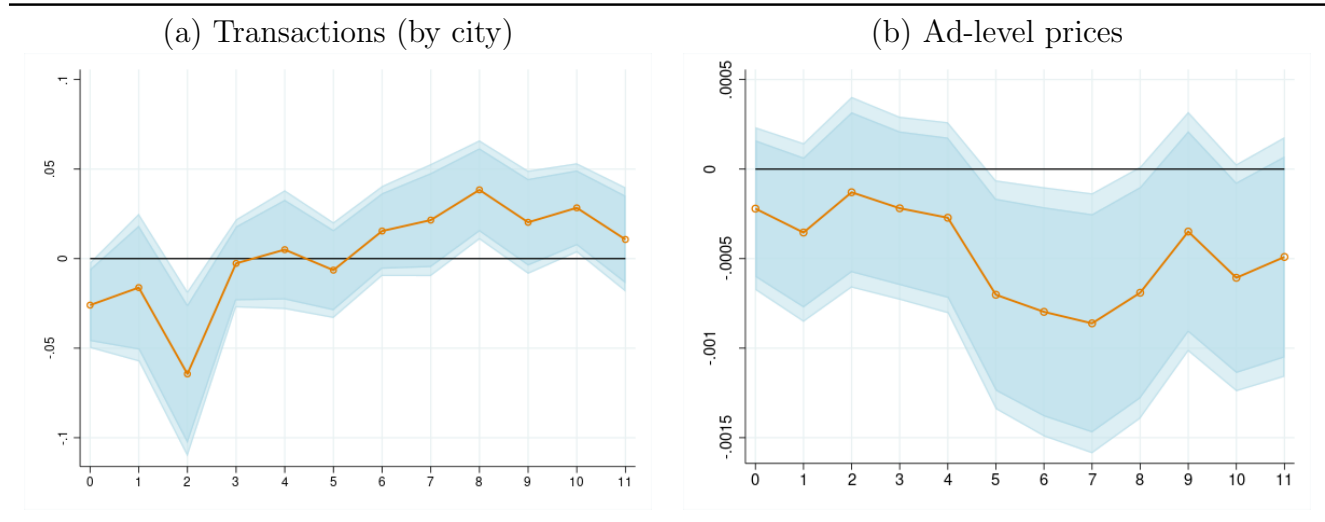 (a) Transactions (by city)
.1
.05
0
-.05
-.1
0 1 2 3 4 5 6 7 8 9 10 11
(b) Ad-level prices
.0005
0
-.0005
-.001
-.0015
0 1 2 3 4 5 6 7 8 9 10 11